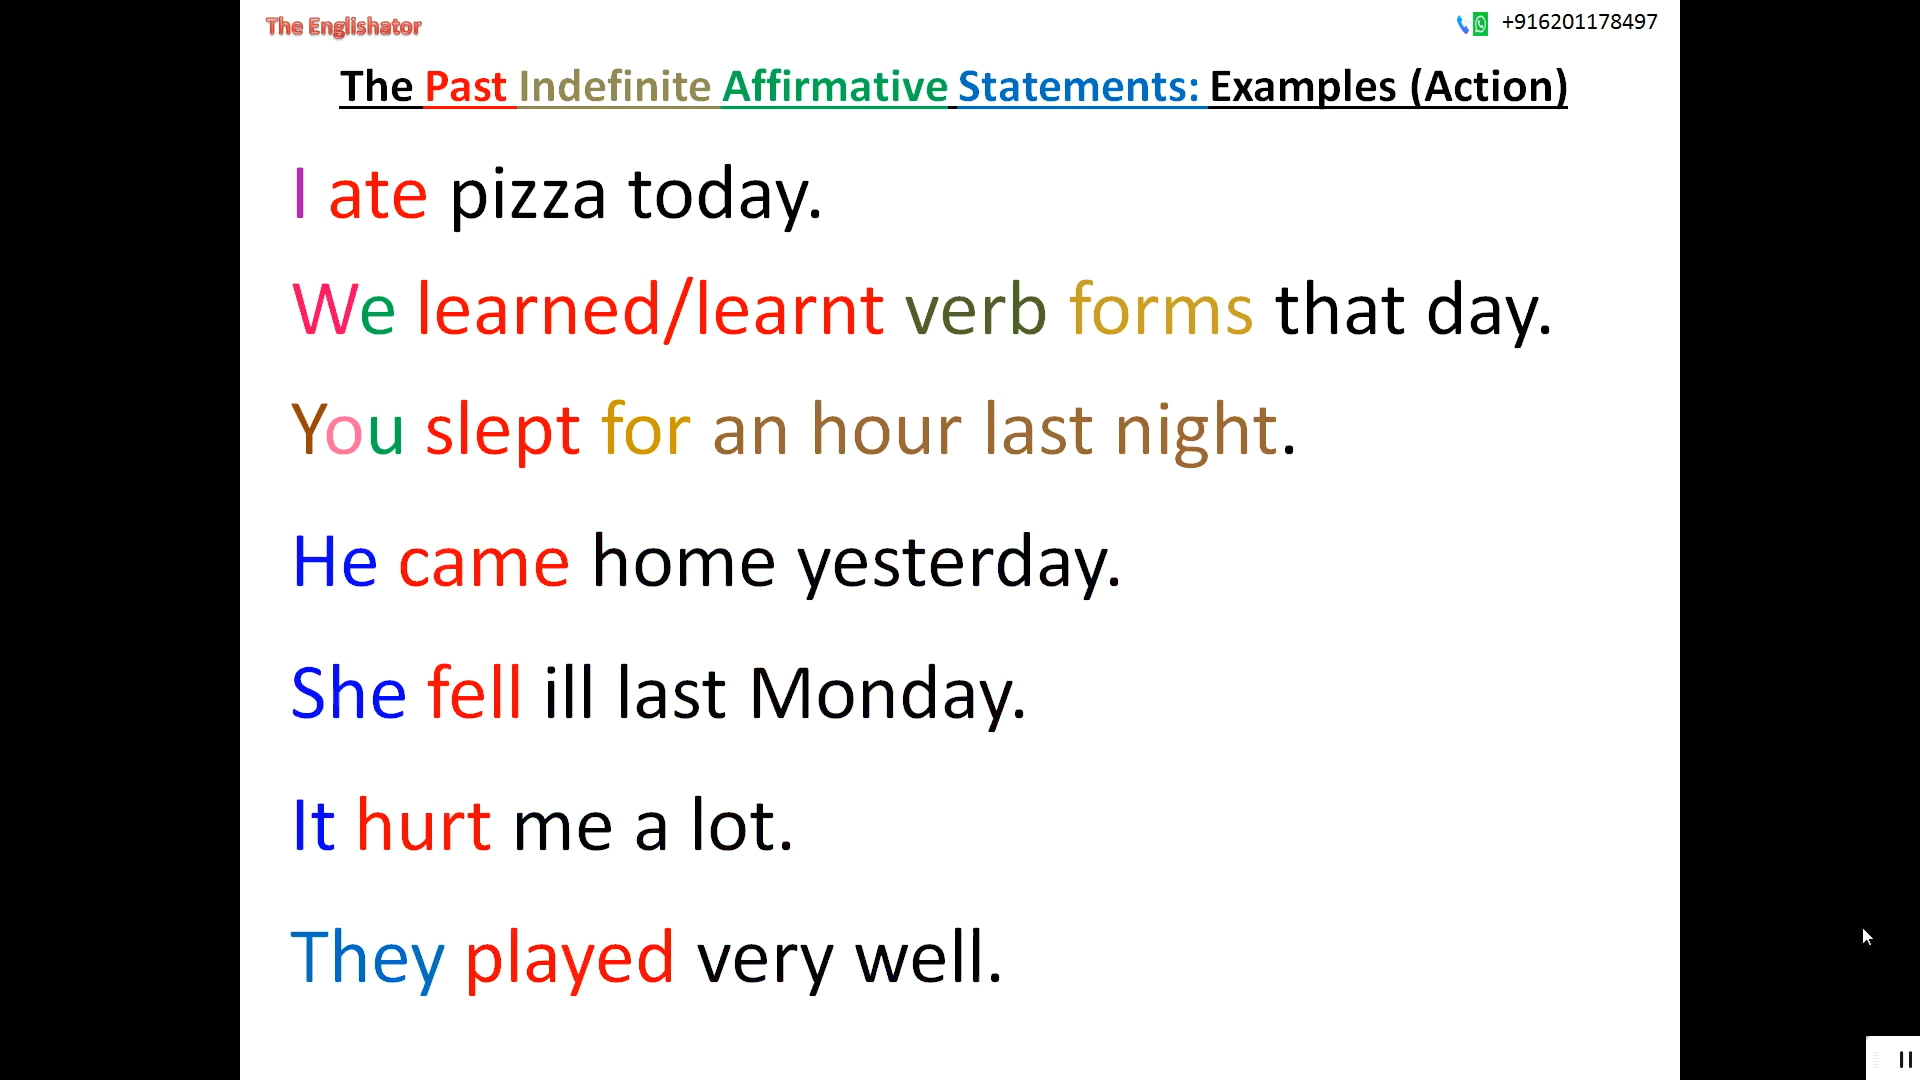 The Englishator
+916201178497
The Past Indefinite Affirmative Statements: Examples (Action)
I ate pizza today.
We learned/learnt verb forms that day.
You slept for an hour last night.
He came home yesterday.
She fell ill last Monday.
It hurt me a lot.
They played very well.